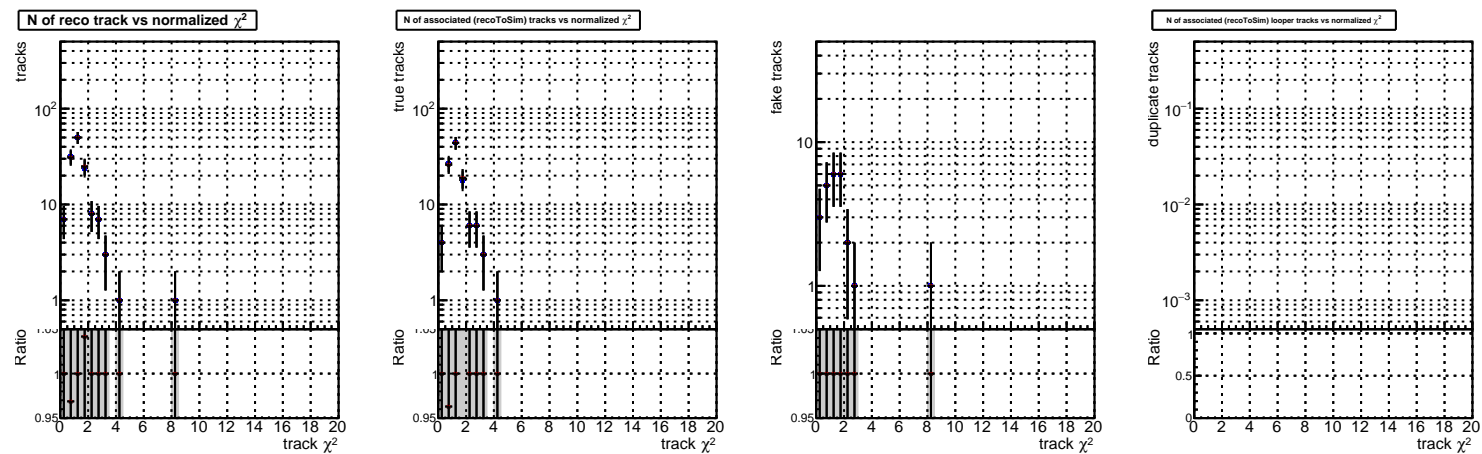 N of reco track vs normalized χ²
tracks
10²
10
1
Ratio
1.05
1
0.95
0 2 4 6 8 10 12 14 16 18 20
track χ²
N of associated (recoToSim) tracks vs normalized χ²
true tracks
10²
10
1
Ratio
1.05
1
0.95
0 2 4 6 8 10 12 14 16 18 20
track χ²
fake tracks
10
1
Ratio
1.05
1
0.95
0 2 4 6 8 10 12 14 16 18 20
track χ²
N of associated (recoToSim) looper tracks vs normalized χ²
duplicate tracks
10⁻¹
10⁻²
10⁻³
Ratio
1
0.5
0
0 2 4 6 8 10 12 14 16 18 20
track χ²